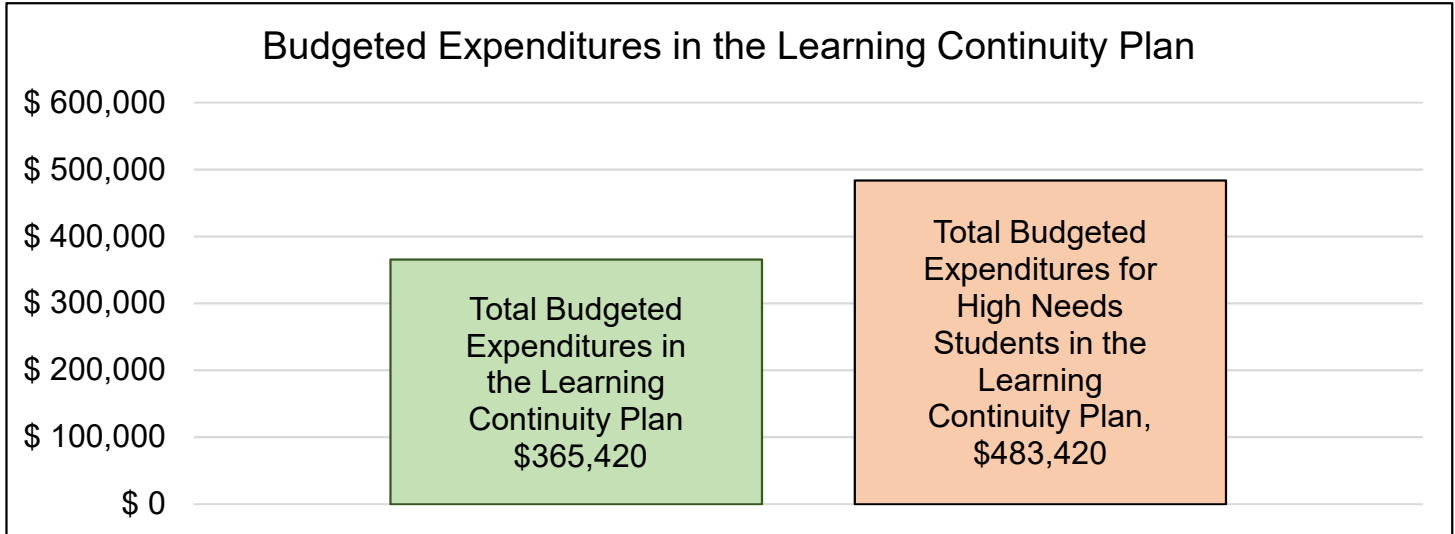 Budgeted Expenditures in the Learning Continuity Plan
$ 600,000
$ 500,000
$ 400,000
$ 300,000
$ 200,000
$ 100,000
$ 0
Total Budgeted
Expenditures in
the Learning
Continuity Plan
$365,420
Total Budgeted
Expenditures for
High Needs
Students in the
Learning
Continuity Plan,
$483,420